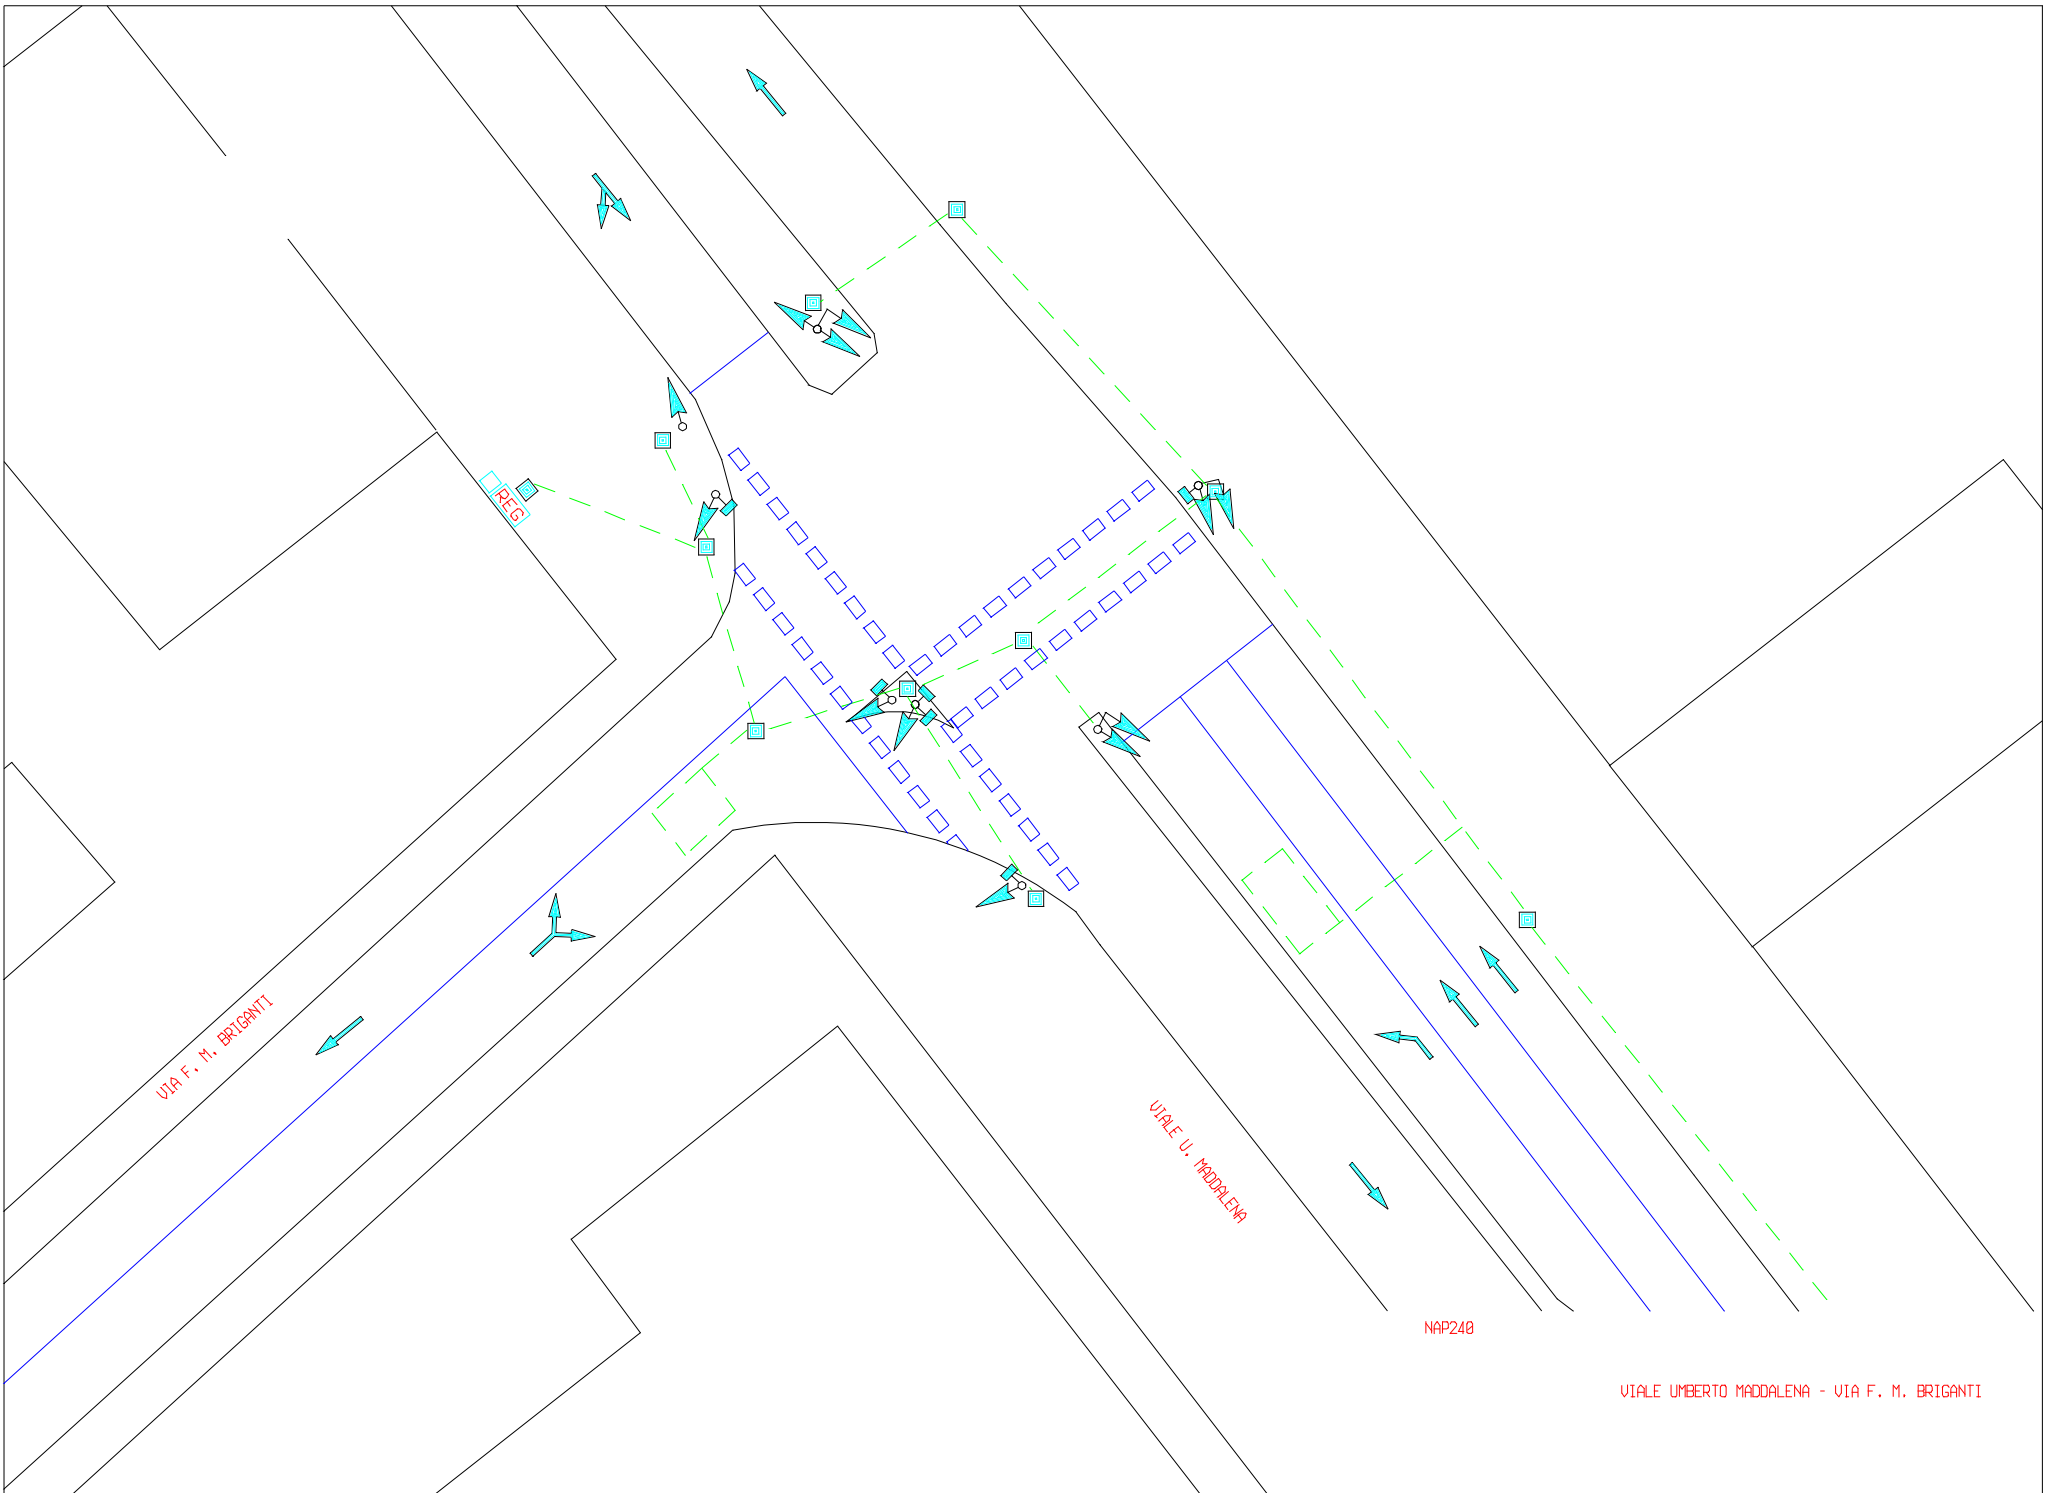 REG
VIA F. M. BRIGANTI
VIALE U. MADDALENA
NAP240
VIALE UMBERTO MADDALENA - VIA F. M. BRIGANTI